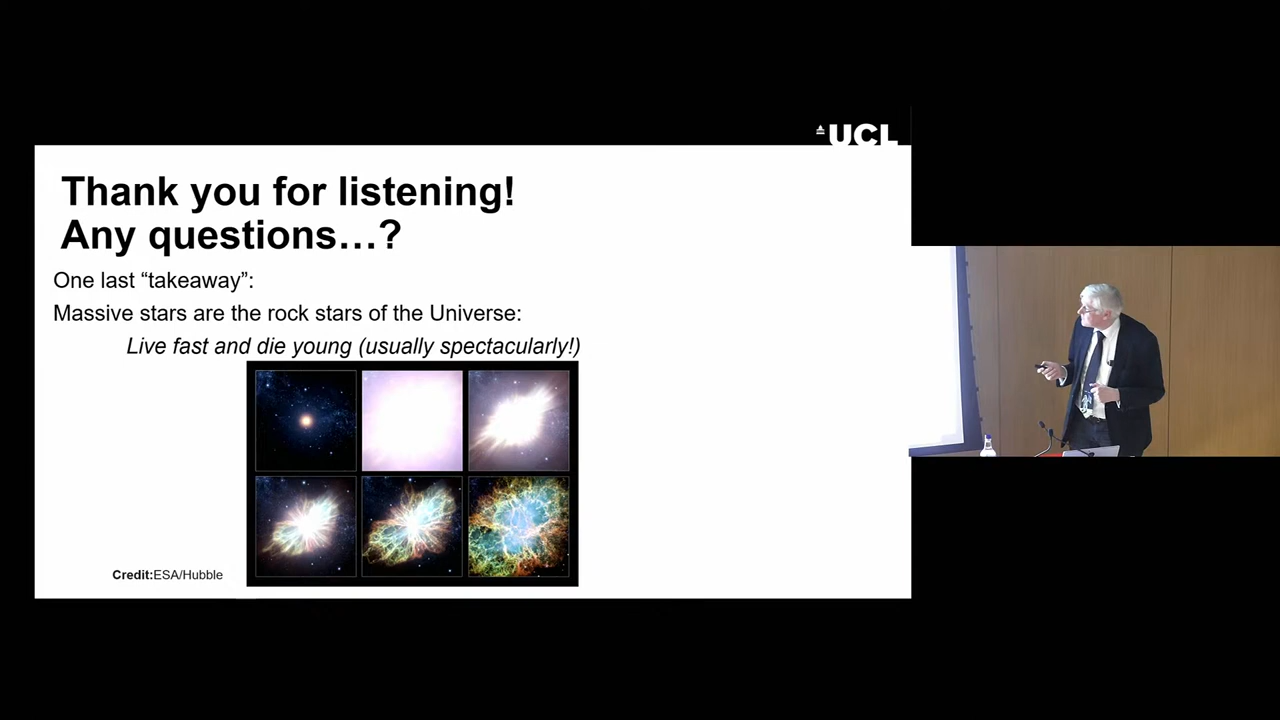 UCL
Thank you for listening!
Any questions…?
One last “takeaway”:
Massive stars are the rock stars of the Universe:
Live fast and die young (usually spectacularly!)
Credit:ESA/Hubble